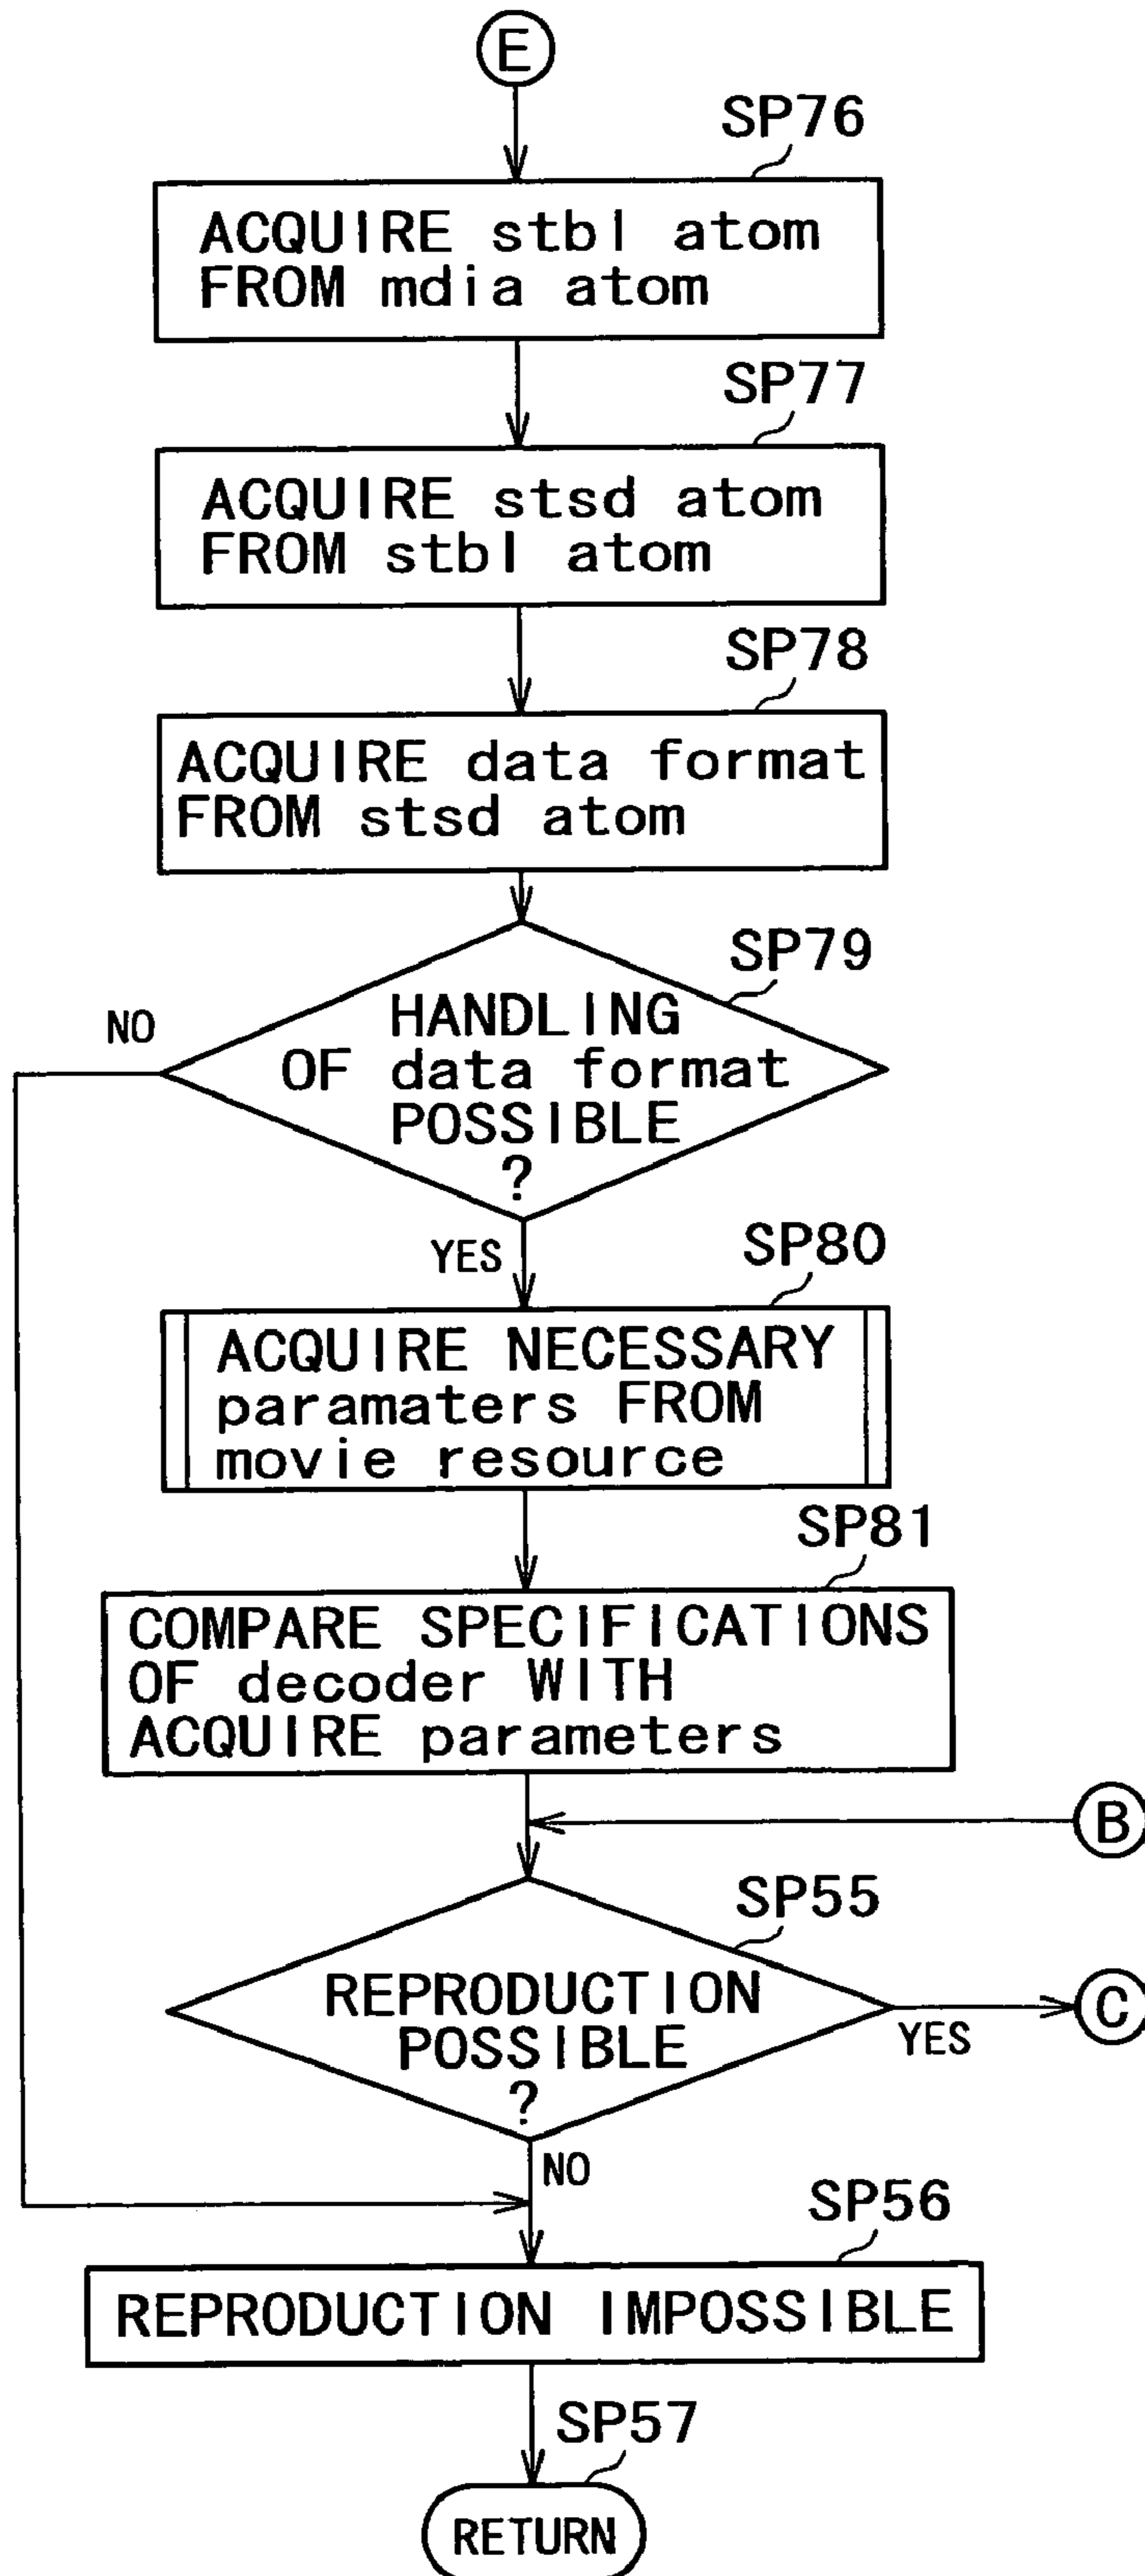 E
SP76
ACQUIRE stbl atom
FROM mdia atom
SP77
ACQUIRE stsd atom
FROM stbl atom
SP78
ACQUIRE data format
FROM stsd atom
SP79
NO
HANDLING
OF data format
POSSIBLE
?
YES
SP80
ACQUIRE NECESSARY
paramaters FROM
movie resource
SP81
COMPARE SPECIFICATIONS
OF decoder WITH
ACQUIRE parameters
B
SP55
REPRODUCTION
POSSIBLE
?
YES
C
NO
SP56
REPRODUCTION IMPOSSIBLE
SP57
RETURN